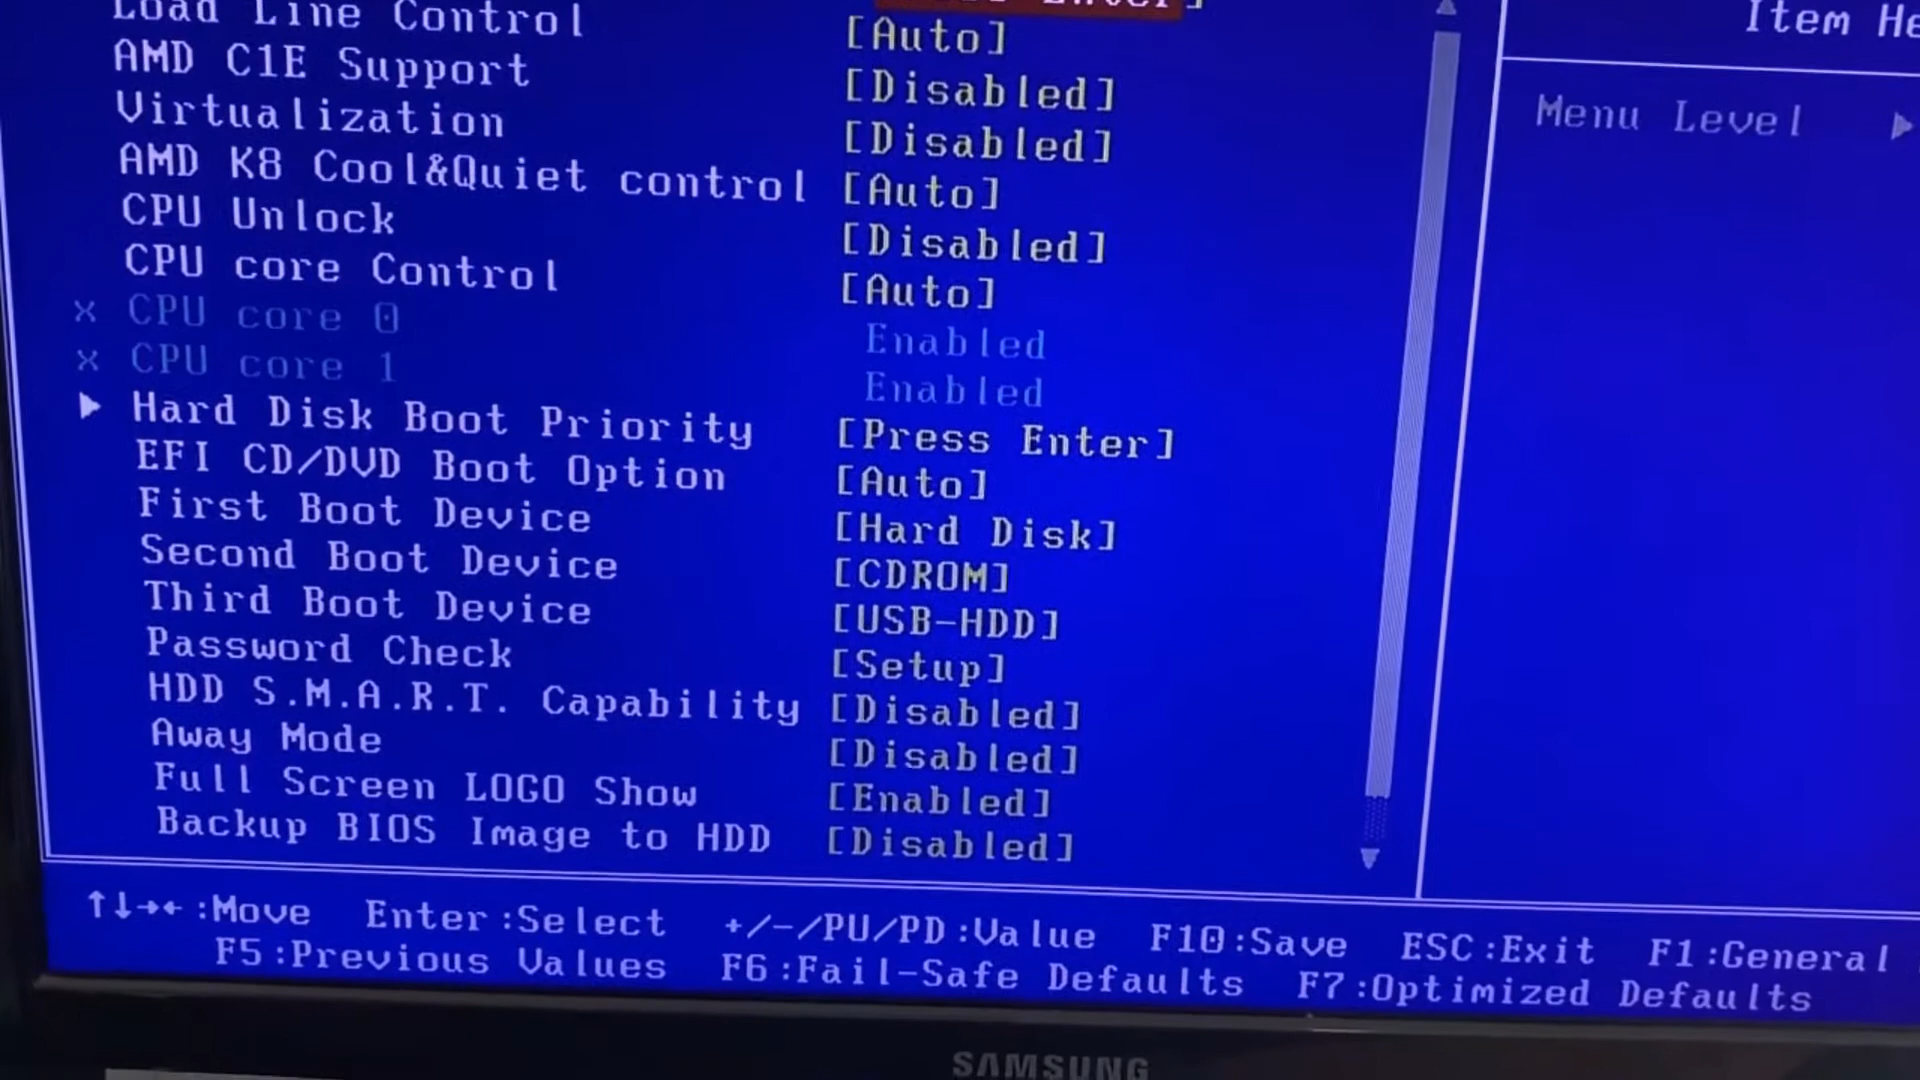 Load Line Control [Auto]
AMD C1E Support [Disabled]
Virtualization [Disabled]
AMD K8 Cool&Quiet control [Auto]
CPU Unlock [Disabled]
CPU core Control [Auto]
x CPU core 0 Enabled
x CPU core 1 Enabled
▶ Hard Disk Boot Priority [Press Enter]
EFI CD/DVD Boot Option [Auto]
First Boot Device [Hard Disk]
Second Boot Device [CDROM]
Third Boot Device [USB-HDD]
Password Check [Setup]
HDD S.M.A.R.T. Capability [Disabled]
Away Mode [Disabled]
Full Screen LOGO Show [Enabled]
Backup BIOS Image to HDD [Disabled]
Item He
Menu Level ▶
↑↓→←:Move Enter:Select +/-/PU/PD:Value F10:Save ESC:Exit F1:General
F5:Previous Values F6:Fail-Safe Defaults F7:Optimized Defaults
SAMSUNG